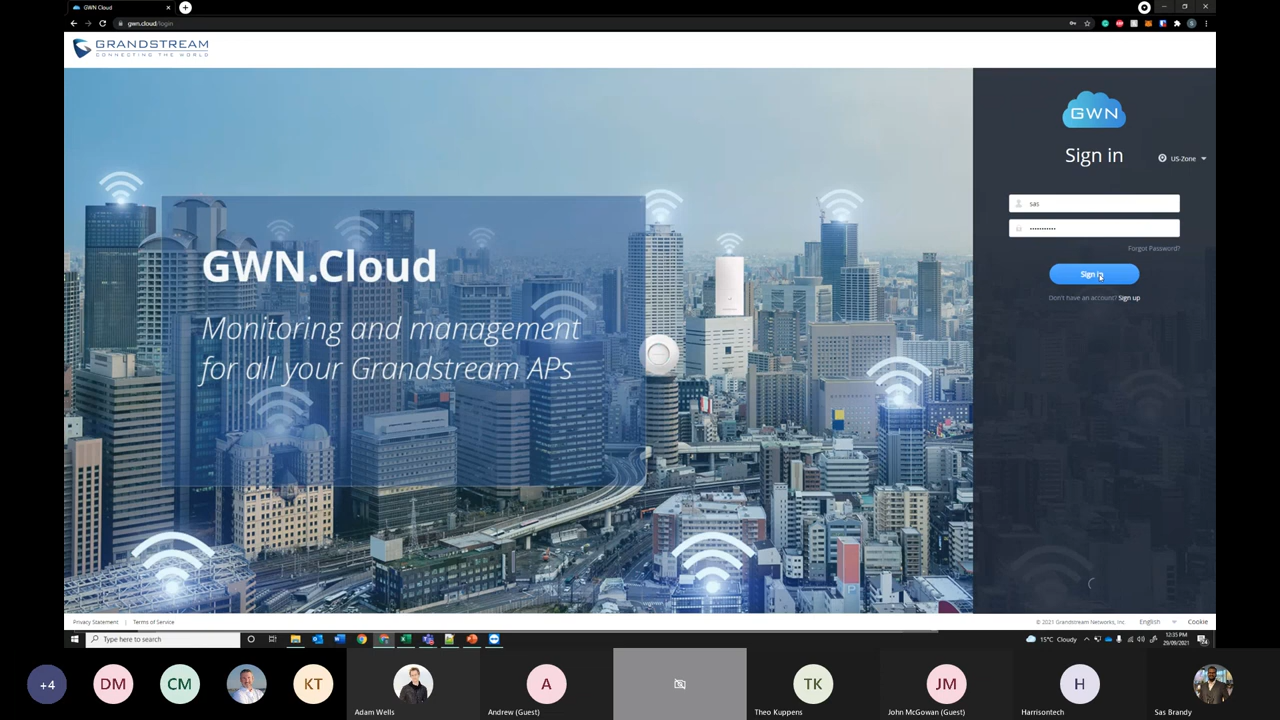 GWN Cloud
gwn.cloud/login
S
GRANDSTREAM
CONNECTING THE WORLD
GWN
Sign in
US-Zone
sas
Forgot Password?
Sign in
Don't have an account? Sign up
GWN.Cloud
Monitoring and management
for all your Grandstream APs
Privacy Statement | Terms of Service
© 2021 Grandstream Networks, Inc.
English
Cookie
Type here to search
15°C Cloudy
12:35 PM
29/09/2021
+4
DM
CM
KT
Adam Wells
A
Andrew (Guest)
TK
Theo Kuppens
JM
John McGowan (Guest)
H
Harrisontech
Sas Brandy